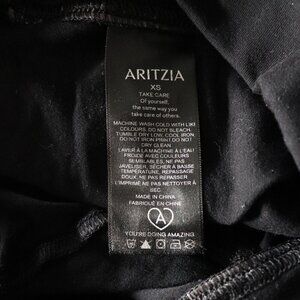 ARITZIA
XS
TAKE CARE
Of yourself,
the same way you
take care of others.
MACHINE WASH COLD WITH LIKE
COLOURS. DO NOT BLEACH.
TUMBLE DRY LOW. COOL IRON
DO NOT IRON PRINT.DO NOT
DRY CLEAN
LAVER À LA MACHINE À L'EAU
FROIDE AVEC COULEURS
SEMBLABLES. NE PAS
JAVELISER. SÉCHER À BASSE
TEMPÉRATURE. REPASSAGE
DOUX. NE PAS REPASSER
L'IMPRIMÉ NE PAS NETTOYER À
SEC
MADE IN CHINA
FABRIQUÉ EN CHINE
A
YOU'RE DOING AMAZING